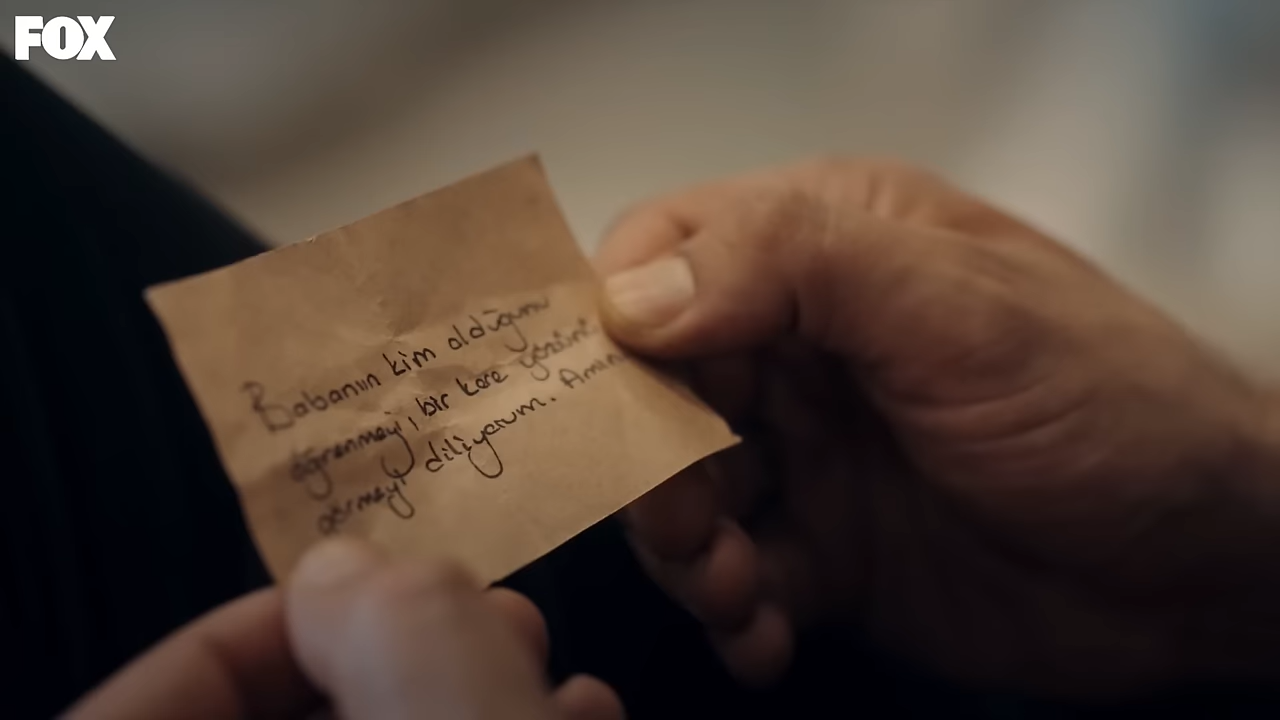 FOX
Babanın kim olduğunu
öğrenmeyi, bir kere yüzünü
görmeyi diliyorum. Amin